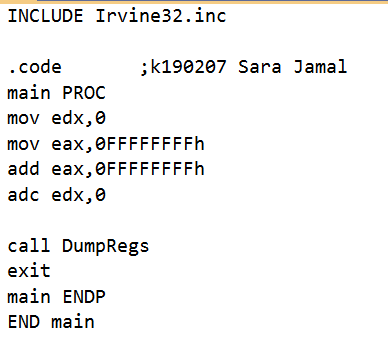 INCLUDE Irvine32.inc
.code ;k190207 Sara Jamal
main PROC
mov edx,0
mov eax,0FFFFFFFFh
add eax,0FFFFFFFFh
adc edx,0
call DumpRegs
exit
main ENDP
END main